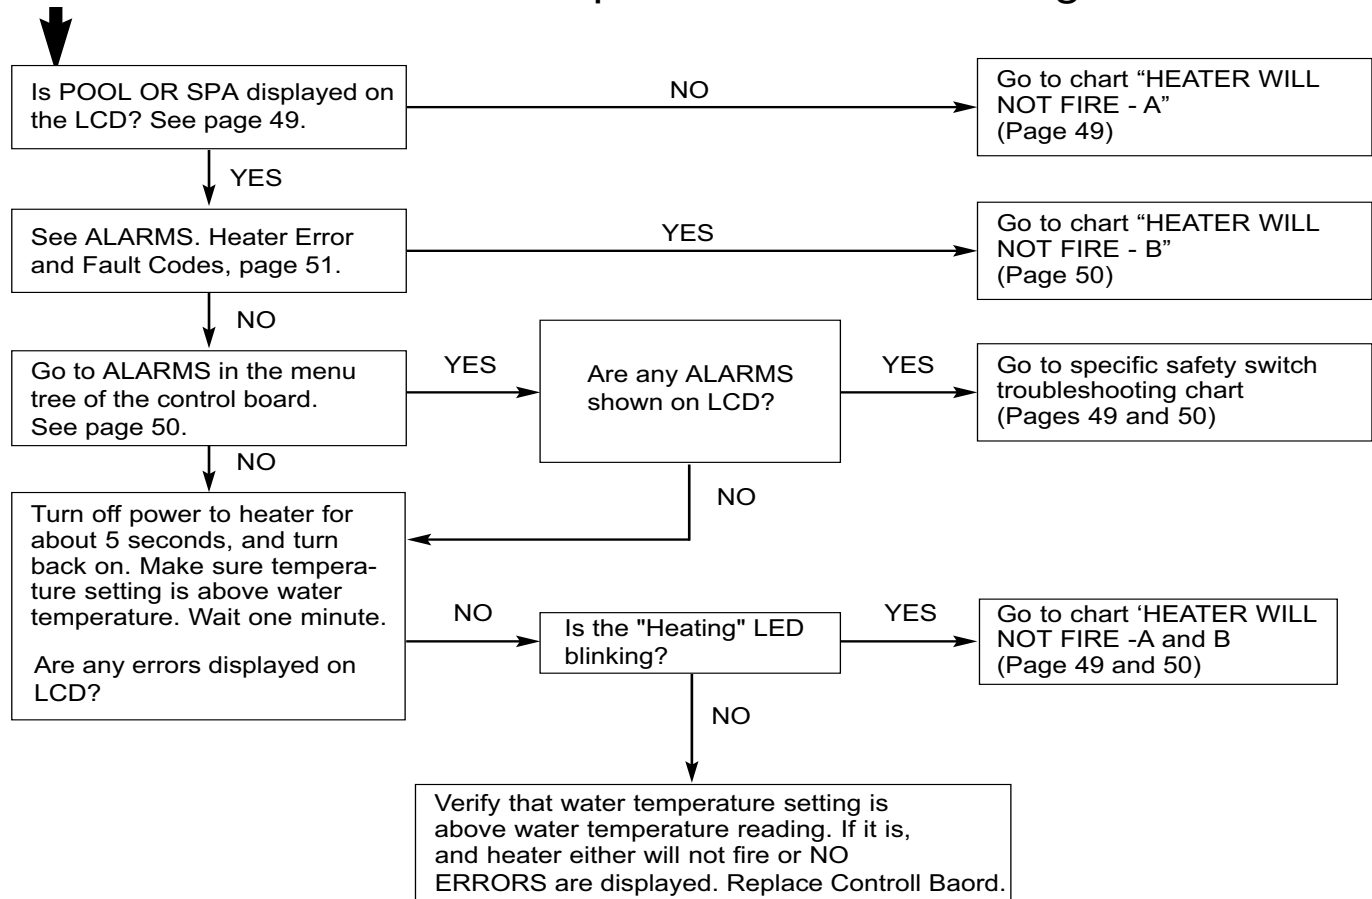 Is POOL OR SPA displayed on
the LCD? See page 49.
NO
Go to chart “HEATER WILL
NOT FIRE - A”
(Page 49)
YES
See ALARMS. Heater Error
and Fault Codes, page 51.
YES
Go to chart “HEATER WILL
NOT FIRE - B”
(Page 50)
NO
Go to ALARMS in the menu
tree of the control board.
See page 50.
YES
Are any ALARMS
shown on LCD?
YES
Go to specific safety switch
troubleshooting chart
(Pages 49 and 50)
NO
NO
Turn off power to heater for
about 5 seconds, and turn
back on. Make sure tempera-
ture setting is above water
temperature. Wait one minute.
Are any errors displayed on
LCD?
NO
Is the "Heating" LED
blinking?
YES
Go to chart ‘HEATER WILL
NOT FIRE -A and B
(Page 49 and 50)
NO
Verify that water temperature setting is
above water temperature reading. If it is,
and heater either will not fire or NO
ERRORS are displayed. Replace Controll Baord.